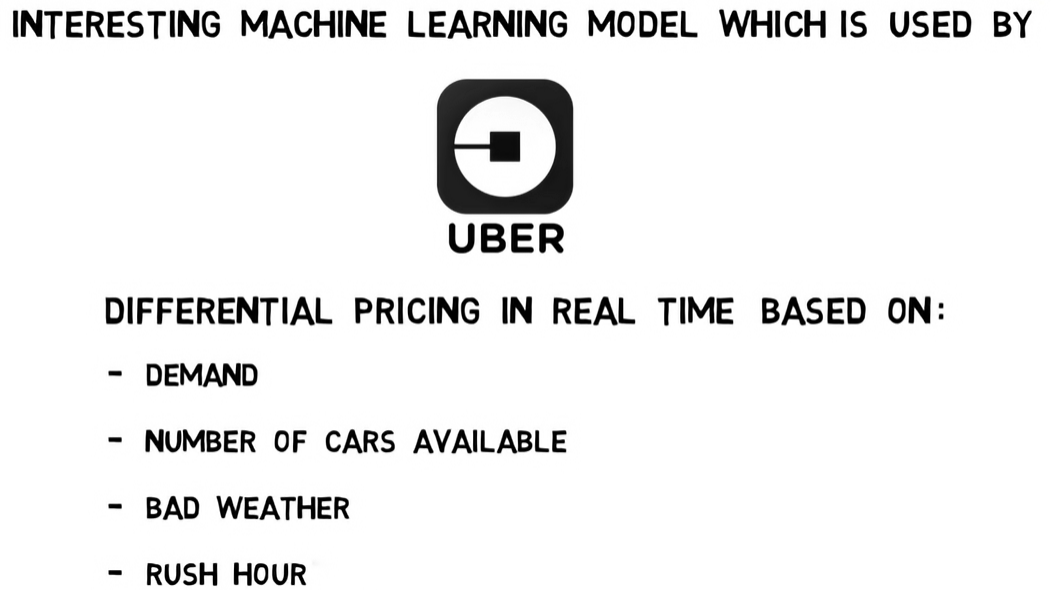 INTERESTING MACHINE LEARNING MODEL WHICH IS USED BY
UBER
DIFFERENTIAL PRICING IN REAL TIME BASED ON:
- DEMAND
- NUMBER OF CARS AVAILABLE
- BAD WEATHER
- RUSH HOUR